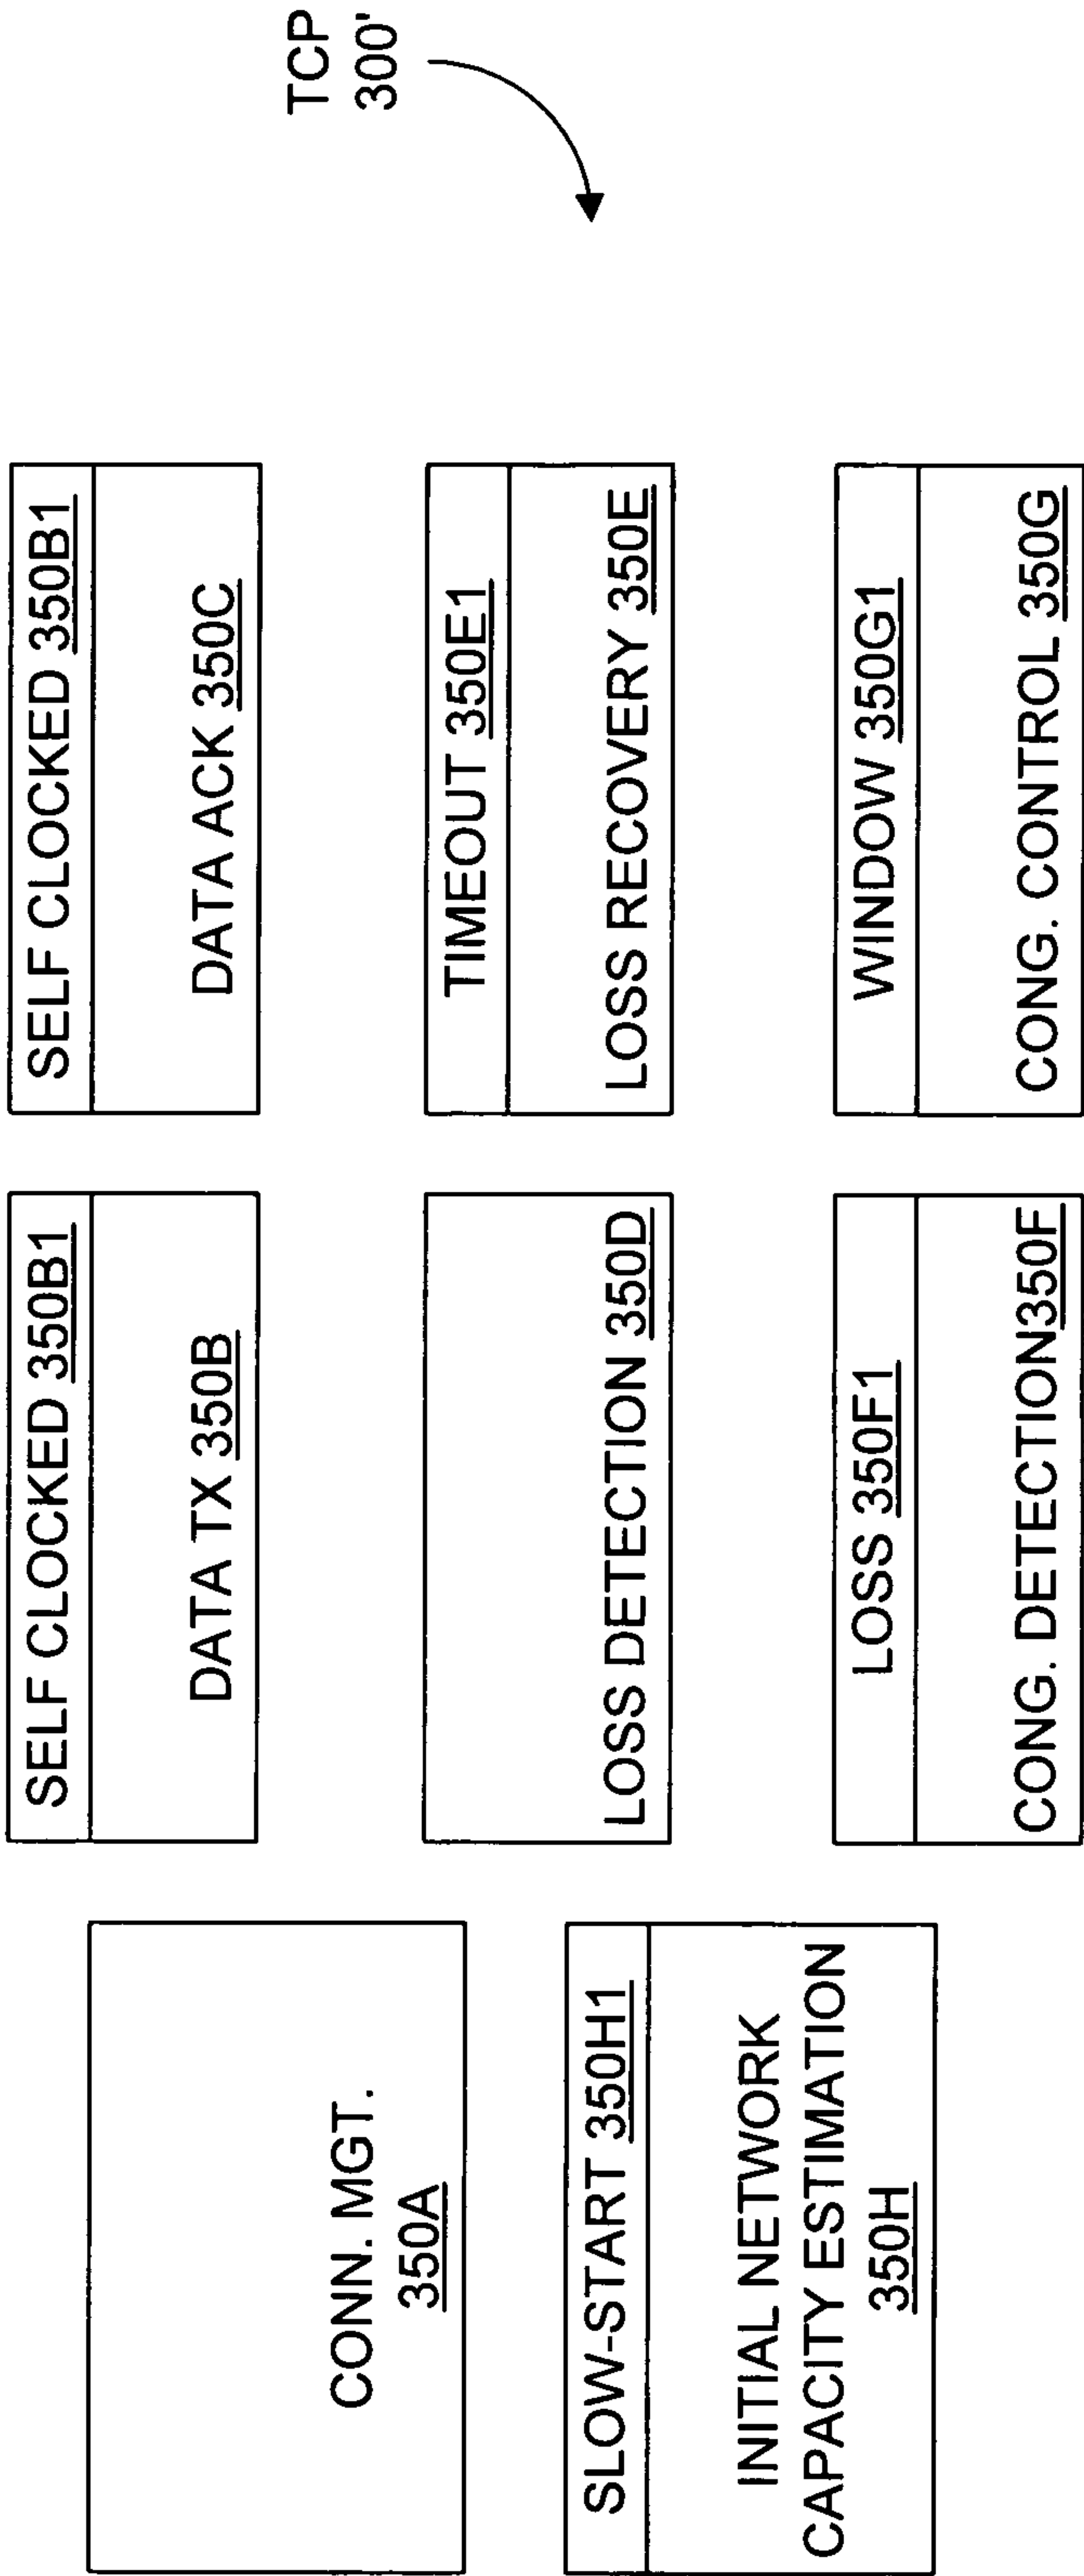 TCP
300'
CONN. MGT.
350A
SLOW-START 350H1
INITIAL NETWORK
CAPACITY ESTIMATION
350H
SELF CLOCKED 350B1
DATA TX 350B
LOSS DETECTION 350D
LOSS 350F1
CONG. DETECTION350F
SELF CLOCKED 350B1
DATA ACK 350C
TIMEOUT 350E1
LOSS RECOVERY 350E
WINDOW 350G1
CONG. CONTROL 350G